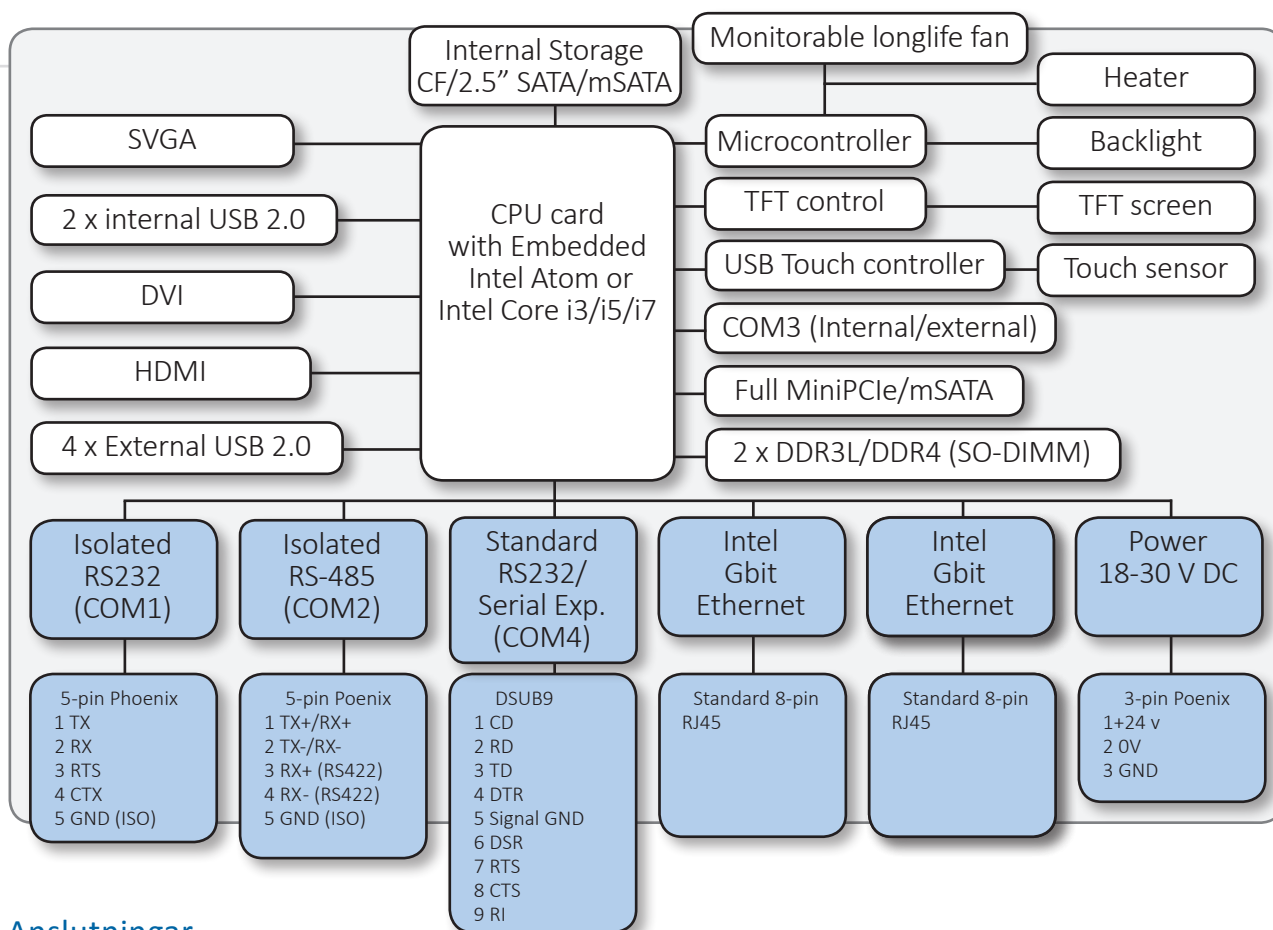 Internal Storage
CF/2.5” SATA/mSATA
Monitorable longlife fan
Heater
SVGA
Microcontroller
Backlight
2 x internal USB 2.0
CPU card
with Embedded
Intel Atom or
Intel Core i3/i5/i7
TFT control
TFT screen
DVI
USB Touch controller
Touch sensor
COM3 (Internal/external)
HDMI
Full MiniPCIe/mSATA
4 x External USB 2.0
2 x DDR3L/DDR4 (SO-DIMM)
Isolated
RS232
(COM1)
Isolated
RS-485
(COM2)
Standard
RS232/
Serial Exp.
(COM4)
Intel
Gbit
Ethernet
Intel
Gbit
Ethernet
Power
18-30 V DC
5-pin Phoenix
1 TX
2 RX
3 RTS
4 CTX
5 GND (ISO)
5-pin Poenix
1 TX+/RX+
2 TX-/RX-
3 RX+ (RS422)
4 RX- (RS422)
5 GND (ISO)
DSUB9
1 CD
2 RD
3 TD
4 DTR
5 Signal GND
6 DSR
7 RTS
8 CTS
9 RI
Standard 8-pin
RJ45
Standard 8-pin
RJ45
3-pin Poenix
1+24 v
2 0V
3 GND
Anslutningar